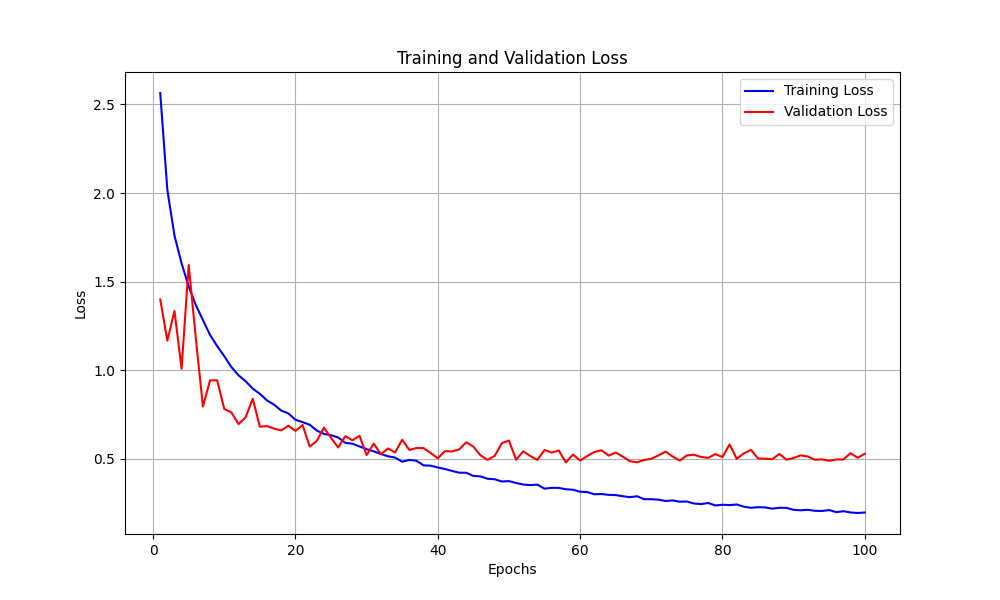 Training and Validation Loss
Training Loss
Validation Loss
2.5
2.0
1.5
1.0
0.5
Loss
0 20 40 60 80 100
Epochs